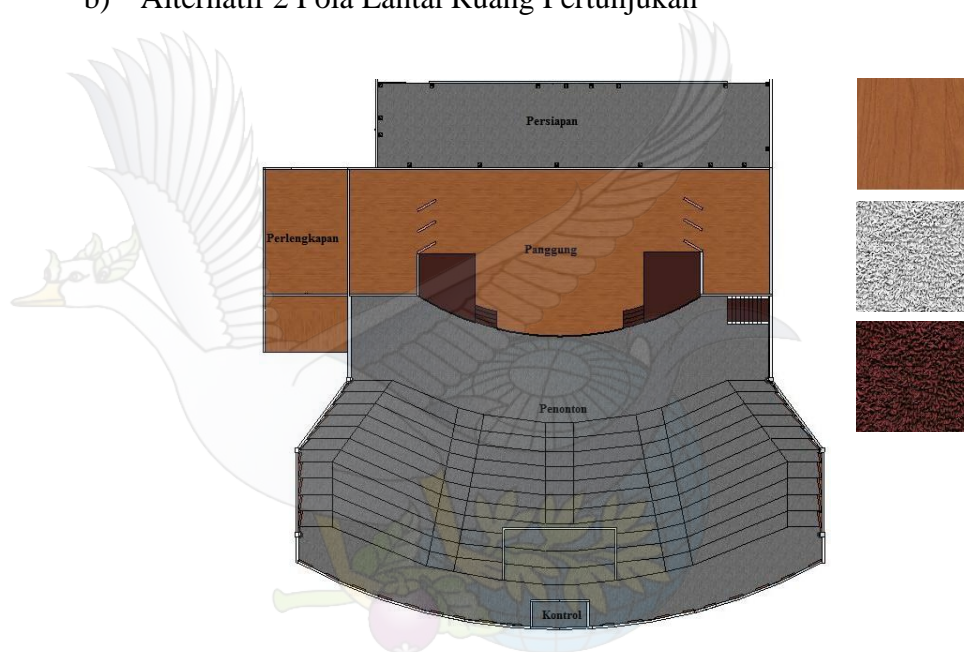 b) Alternatif 2 Pola Lantai Ruang Pertunjukan
Persiapan
Perlengkapan
Panggung
Penonton
Kontrol